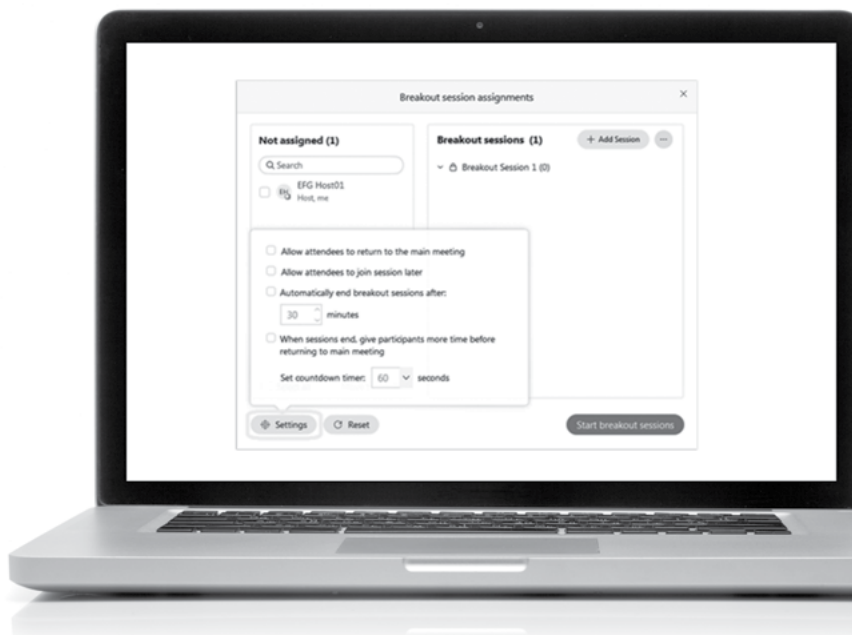 Breakout session assignments
Not assigned (1)
Search
EFG Host01
Host, me
Breakout sessions (1)
+ Add Session
Breakout Session 1 (0)
Allow attendees to return to the main meeting
Allow attendees to join session later
Automatically end breakout sessions after:
30 minutes
When sessions end, give participants more time before
returning to main meeting
Set countdown timer: 60 seconds
Settings
Reset
Start breakout sessions